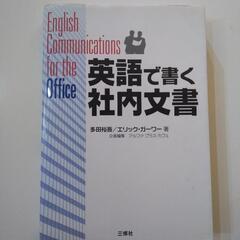 English
Communications
for the
Office
英語で書く
社内文書
多田裕吾/エリック・ガーワー 著
三修社